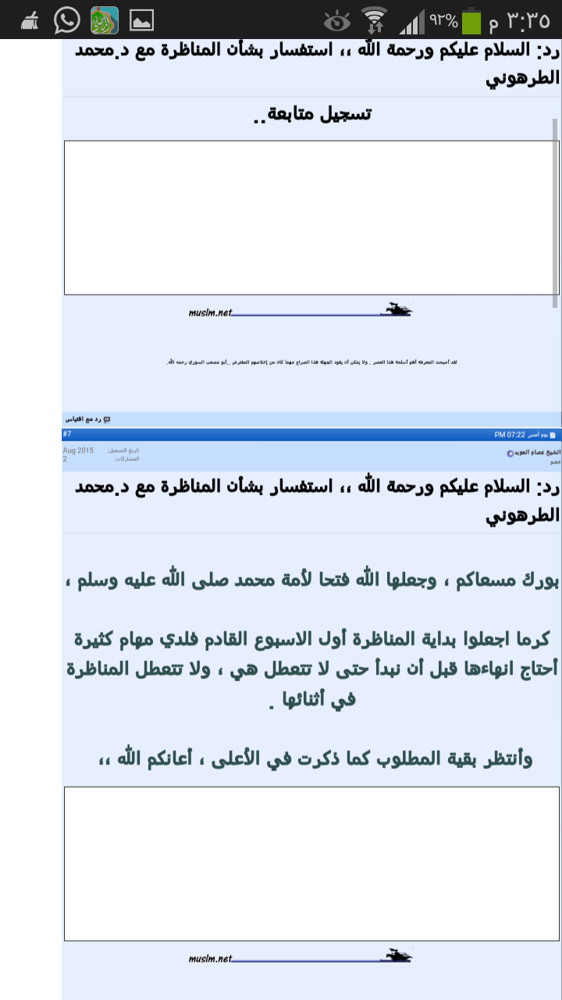 ٩٢% ٣:٣٥ م
رد: السلام عليكم ورحمة الله ،، استفسار بشأن المناظرة مع د.محمد
الطرهوني
تسجيل متابعة..
muslm.net
لقد أصبحت المعرفة أهم أسلحة هذا العصر . ولا يمكن أن يقود الجهلة هذا الصراع مهما كان من إخلاصهم المفترض ..أبو مصعب السوري رحمه الله.
رد مع اقتباس
يوم أمس, 07:22 PM
#7
الشيخ عصام العويد
عضو
تاريخ التسجيل: Aug 2015
المشاركات: 2
رد: السلام عليكم ورحمة الله ،، استفسار بشأن المناظرة مع د.محمد
الطرهوني
بورك مسعاكم ، وجعلها الله فتحا لأمة محمد صلى الله عليه وسلم ،
كرما اجعلوا بداية المناظرة أول الاسبوع القادم فلدي مهام كثيرة
أحتاج انهاءها قبل أن نبدأ حتى لا تتعطل هي ، ولا تتعطل المناظرة
في أثنائها .
وأنتظر بقية المطلوب كما ذكرت في الأعلى ، أعانكم الله ،،
muslm.net